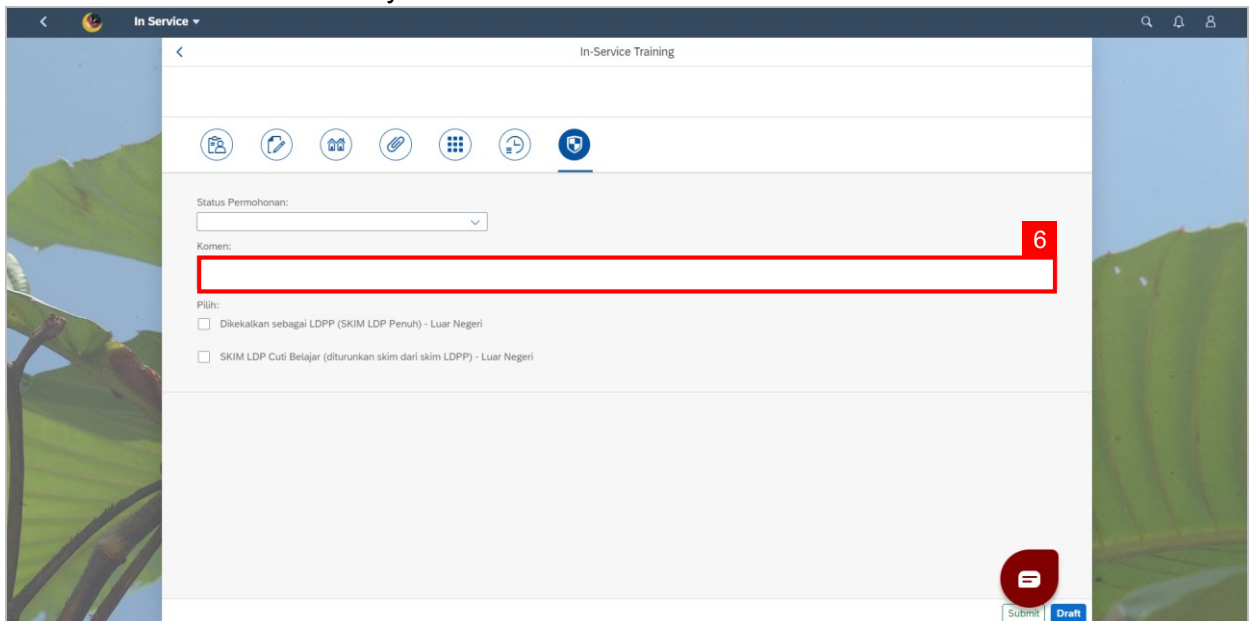 In Service
In-Service Training
Status Permohonan:
Komen:
6
Pilih:
Dikekalkan sebagai LDPP (SKIM LDP Penuh) - Luar Negeri
SKIM LDP Cuti Belajar (diturunkan skim dari skim LDPP) - Luar Negeri
Submit Draft